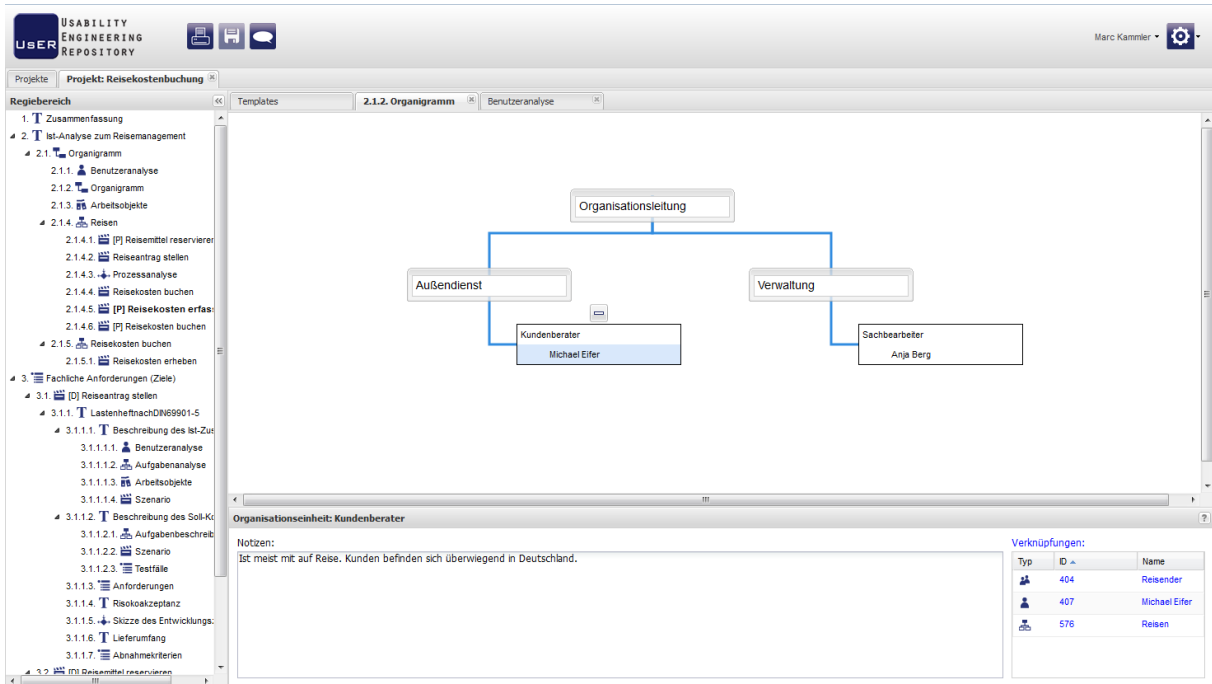 USABILITY
ENGINEERING
REPOSITORY
USER
Marc Kammler
Projekte
Projekt: Reisekostenbuchung
Regiebereich
Templates
2.1.2. Organigramm
Benutzeranalyse
1. T Zusammenfassung
2. T Ist-Analyse zum Reisemanagement
2.1. Organigramm
2.1.1. Benutzeranalyse
2.1.2. Organigramm
2.1.3. Arbeitsobjekte
2.1.4. Reisen
2.1.4.1. [P] Reisemittel reservieren
2.1.4.2. Reiseantrag stellen
2.1.4.3. Prozessanalyse
2.1.4.4. Reisekosten buchen
2.1.4.5. [P] Reisekosten erfas
2.1.4.6. [P] Reisekosten buchen
2.1.5. Reisekosten buchen
2.1.5.1. Reisekosten erheben
3. Fachliche Anforderungen (Ziele)
3.1. [D] Reiseantrag stellen
3.1.1. T LastenheftnachDIN69901-5
3.1.1.1. T Beschreibung des Ist-Zus
3.1.1.1.1. Benutzeranalyse
3.1.1.1.2. Aufgabenanalyse
3.1.1.1.3. Arbeitsobjekte
3.1.1.1.4. Szenario
3.1.1.2. T Beschreibung des Soll-Ko
3.1.1.2.1. Aufgabenbeschreib
3.1.1.2.2. Szenario
3.1.1.2.3. Testfälle
3.1.1.3. Anforderungen
3.1.1.4. T Risokoakzeptanz
3.1.1.5. Skizze des Entwicklungs
3.1.1.6. T Lieferumfang
3.1.1.7. Abnahmekriterien
3.2. [D] Reisemittel reservieren
Organisationsleitung
Außendienst
Verwaltung
Kundenberater
Michael Eifer
Sachbearbeiter
Anja Berg
Organisationseinheit: Kundenberater
?
Notizen:
Ist meist mit auf Reise. Kunden befinden sich überwiegend in Deutschland.
Verknüpfungen:
Typ ID Name
404 Reisender
407 Michael Eifer
576 Reisen